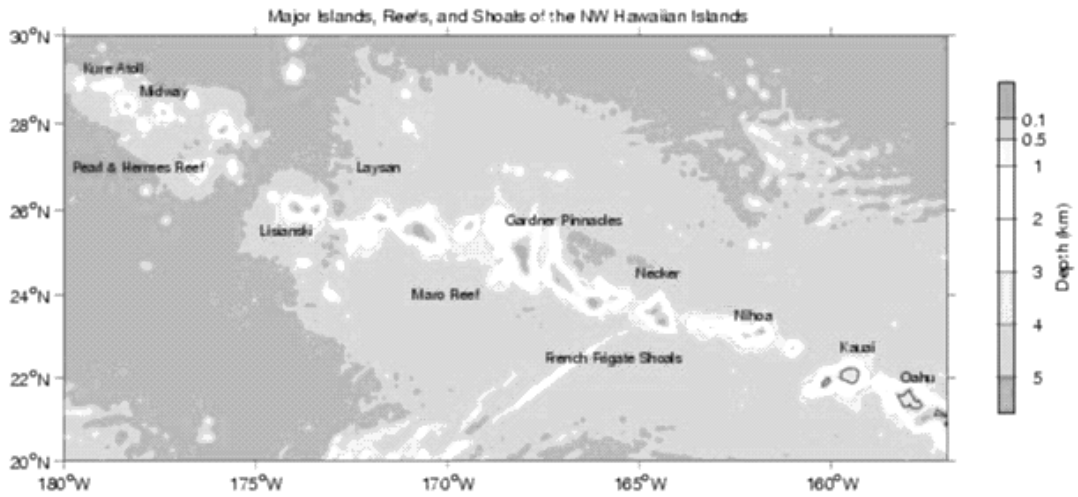 Major Islands, Reefs, and Shoals of the NW Hawaiian Islands
30°N
Kure Atoll
Midway
28°N
Pearl & Hermes Reef
Laysan
26°N
Lisianski
Gardner Pinnacles
Necker
24°N
Maro Reef
Nihoa
French Frigate Shoals
Kauai
22°N
Oahu
20°N
180°W
175°W
170°W
165°W
160°W
0.1
0.5
1
2
3
4
5
Depth (km)